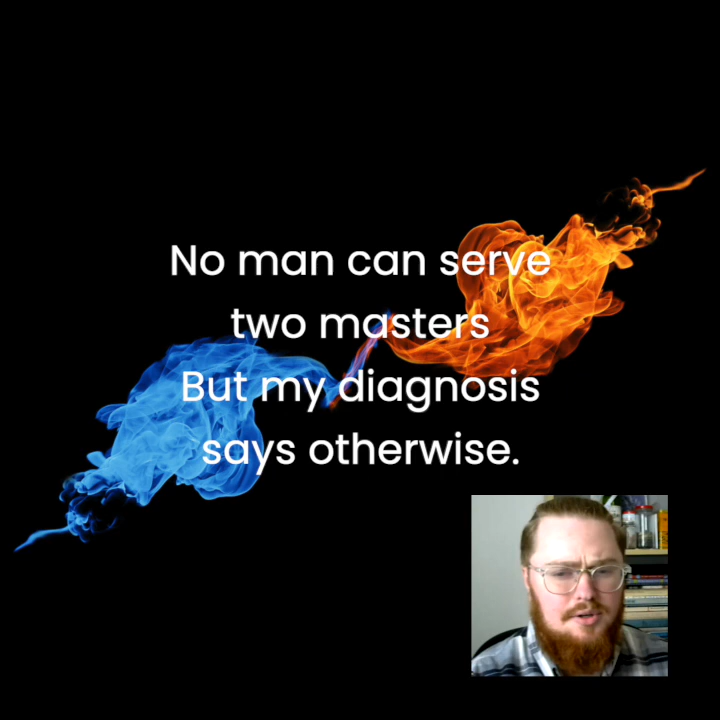 No man can serve
two masters
But my diagnosis
says otherwise.